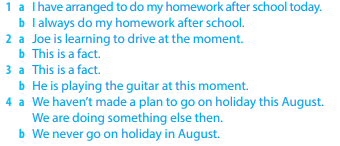 1 a I have arranged to do my homework after school today.
b I always do my homework after school.
2 a Joe is learning to drive at the moment.
b This is a fact.
3 a This is a fact.
b He is playing the guitar at this moment.
4 a We haven't made a plan to go on holiday this August.
We are doing something else then.
b We never go on holiday in August.